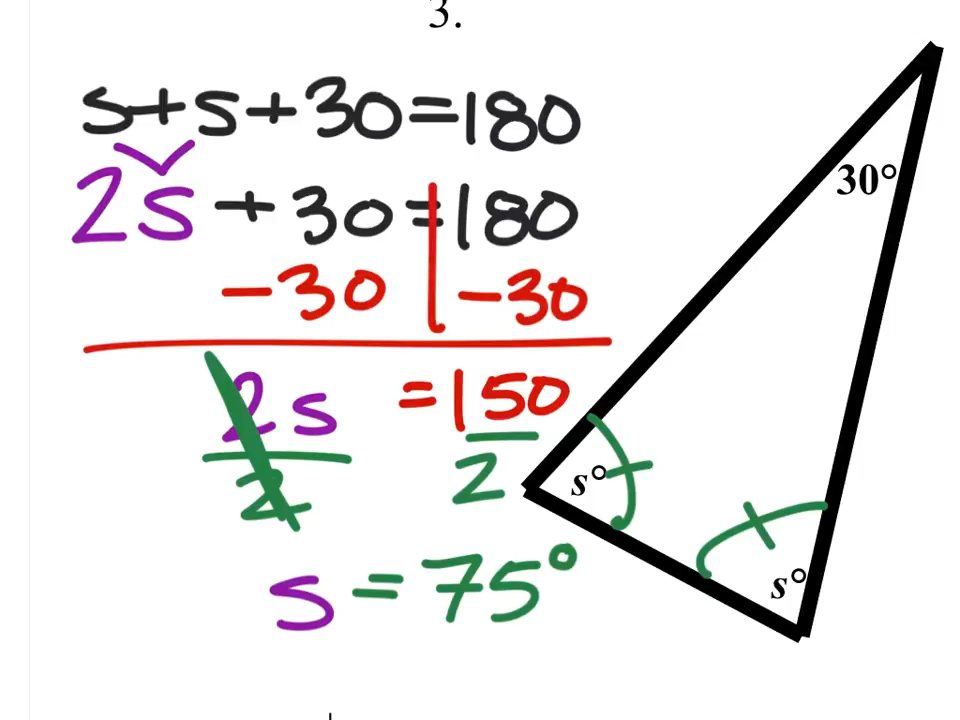 3.
s+s+30=180
2s + 30=180
-30 -30
2s =150
2 2
s = 75°
30°
s°
s°